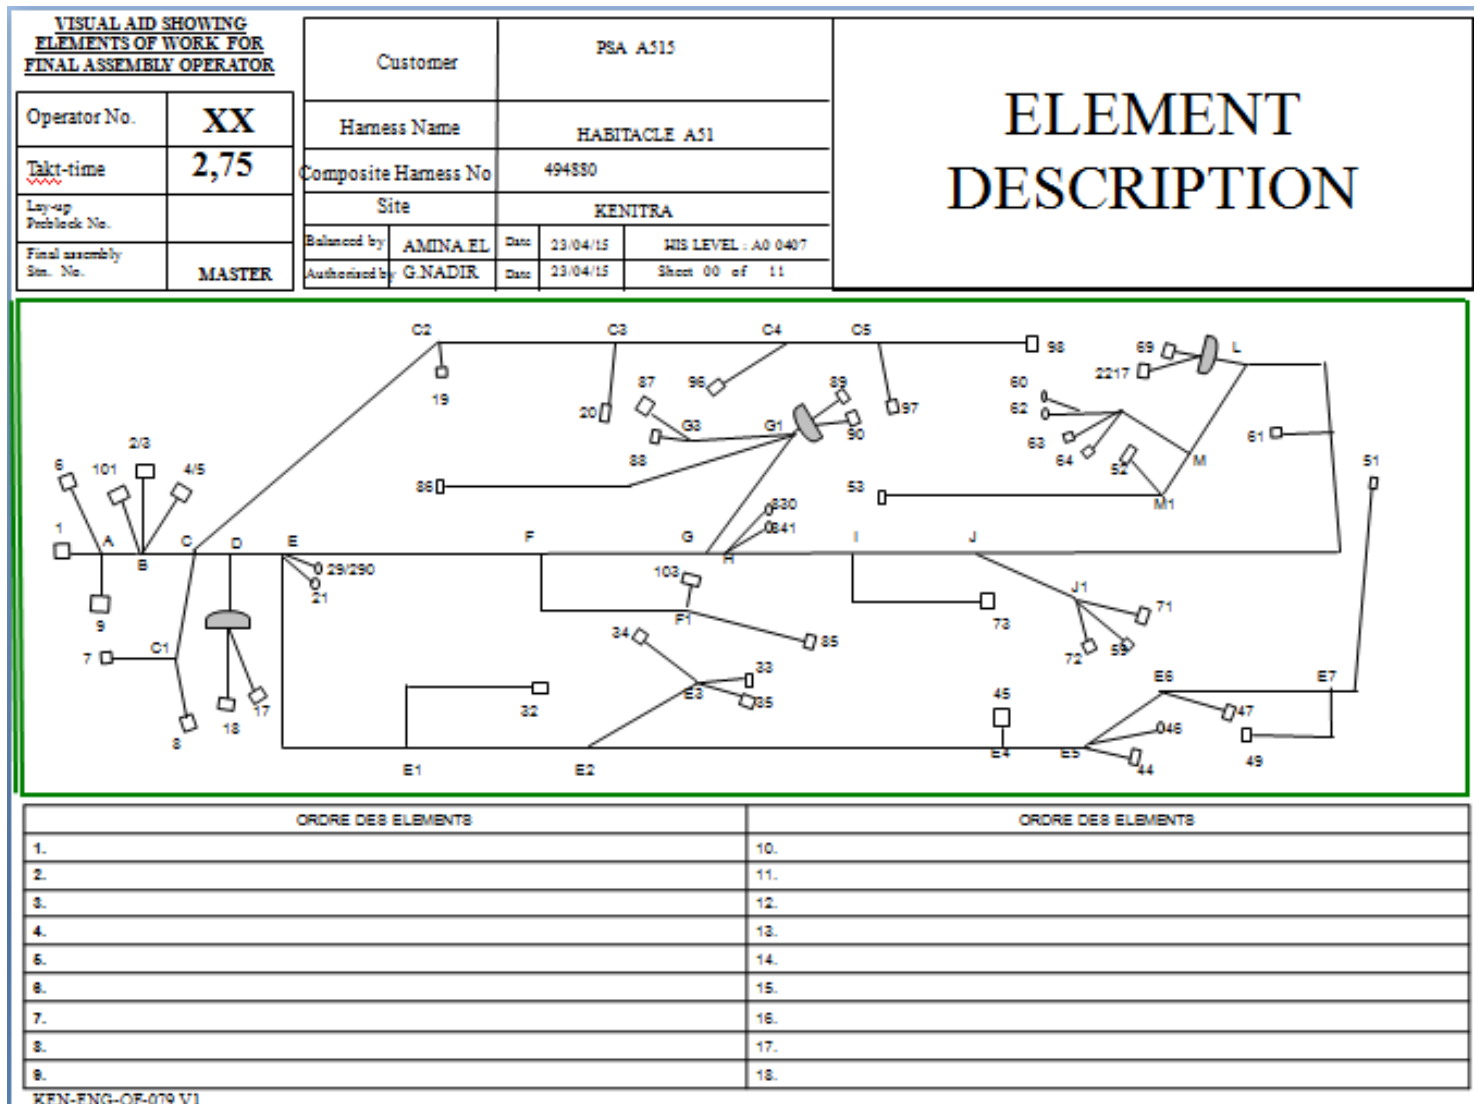 VISUAL AID SHOWING
ELEMENTS OF WORK FOR
FINAL ASSEMBLY OPERATOR
Operator No. XX
Takt-time 2,75
Lay-up
Preblock No.
Final assembly
Stn. No. MASTER
Customer PSA A515
Harness Name HABITACLE A51
Composite Harness No 494880
Site KENITRA
Balanced by AMINA.EL Date 23/04/15 HIS LEVEL : A0 0407
Authorised by G.NADIR Date 23/04/15 Sheet 00 of 11
ELEMENT
DESCRIPTION
C2 C3 C4 C5
98
69 L
2217
19
87 96 89
20 97
60
62
G3 G1 90
63 64 52 M
61
88
2/3
6 101 4/5
86
53 M1
51
830
841
1 A B C D E F G H I J
29/290
21
103
9
F1
J1
71
73
34
85
72 59
7 C1
33
E3
35
E6 E7
32
45
17
18
8
47
46
E4 E5
44
49
E1 E2
ORDRE DES ELEMENTS ORDRE DES ELEMENTS
1. 10.
2. 11.
3. 12.
4. 13.
5. 14.
6. 15.
7. 16.
8. 17.
9. 18.
KEN-ENG-OF-079 V1